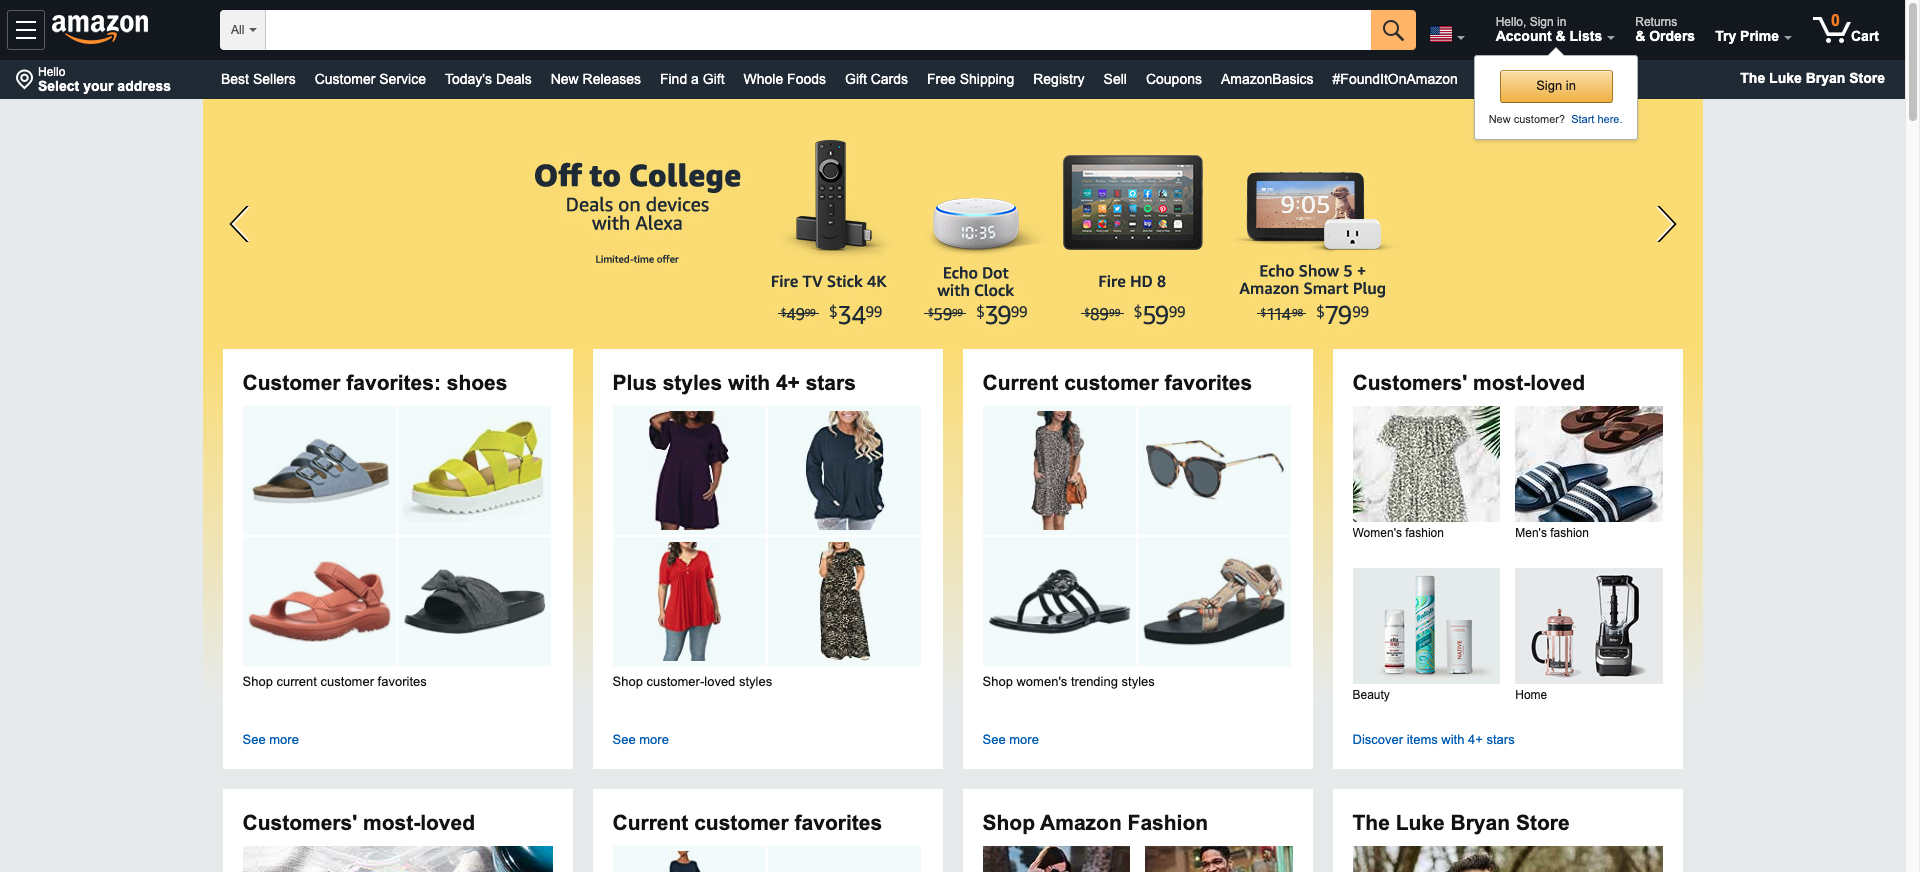 amazon
All
Hello, Sign in
Account & Lists
Returns
& Orders
Try Prime
0
Cart
Hello
Select your address
Best Sellers
Customer Service
Today's Deals
New Releases
Find a Gift
Whole Foods
Gift Cards
Free Shipping
Registry
Sell
Coupons
AmazonBasics
#FoundItOnAmazon
The Luke Bryan Store
Sign in
New customer? Start here.
Off to College
Deals on devices
with Alexa
Limited-time offer
10:35
9:05
Fire TV Stick 4K
$49.99 $34.99
Echo Dot
with Clock
$59.99 $39.99
Fire HD 8
$89.99 $59.99
Echo Show 5 +
Amazon Smart Plug
$114.98 $79.99
Customer favorites: shoes
Shop current customer favorites
See more
Plus styles with 4+ stars
Shop customer-loved styles
See more
Current customer favorites
Shop women's trending styles
See more
Customers' most-loved
Women's fashion
Men's fashion
NATIVE
Beauty
Home
Discover items with 4+ stars
Customers' most-loved
Current customer favorites
Shop Amazon Fashion
The Luke Bryan Store